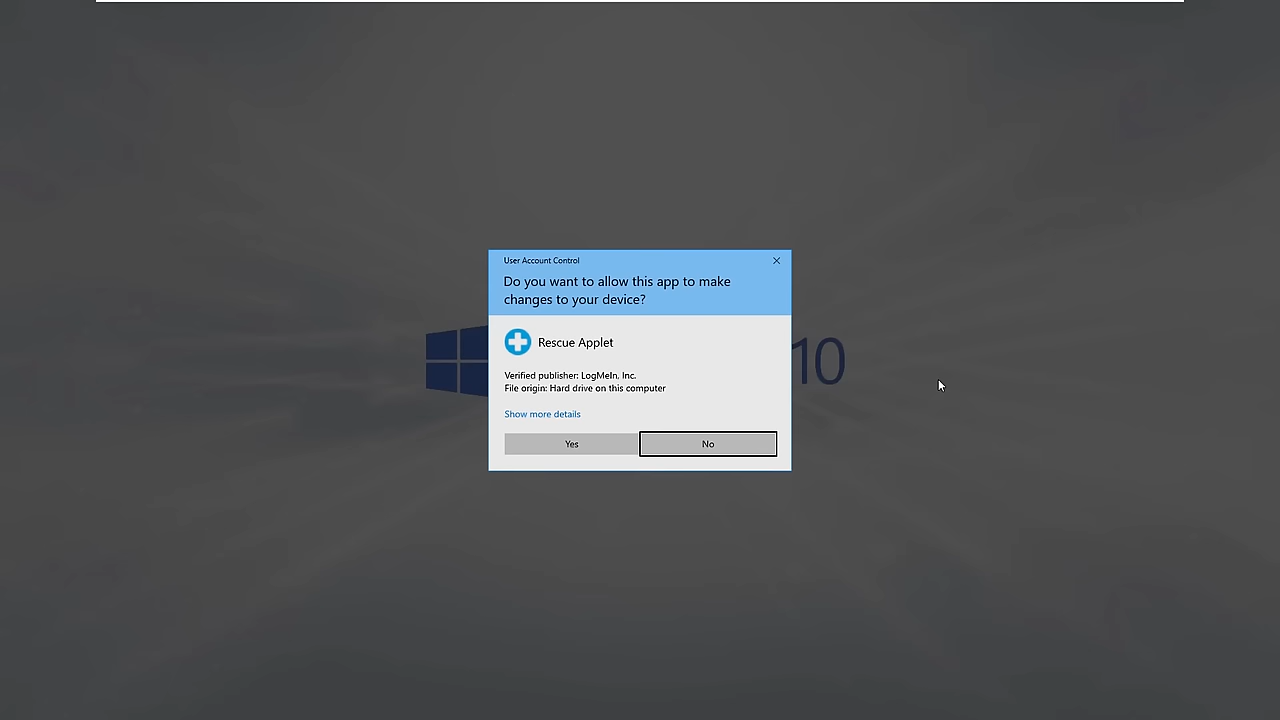 User Account Control
Do you want to allow this app to make
changes to your device?
Rescue Applet
Verified publisher: LogMeIn, Inc.
File origin: Hard drive on this computer
Show more details
Yes
No
10